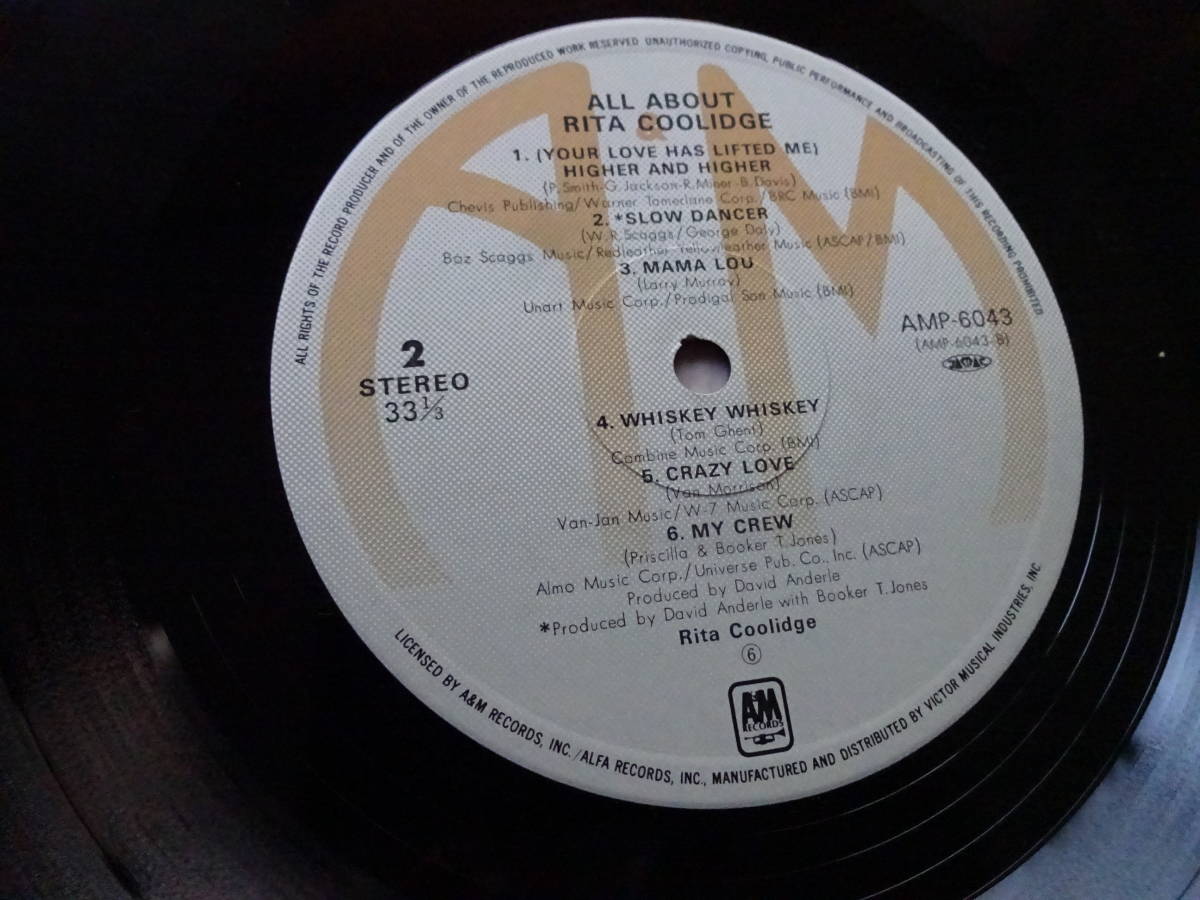 ALL RIGHTS OF THE RECORD PRODUCER AND OF THE OWNER OF THE REPRODUCED WORK RESERVED UNAUTHORIZED COPYING, PUBLIC PERFORMANCE AND BROADCASTING OF THIS RECORDING PROHIBITED
ALL ABOUT
RITA COOLIDGE
1. (YOUR LOVE HAS LIFTED ME)
HIGHER AND HIGHER
(P. Smith-G. Jackson-R. Miner-B. Davis)
Chevis Publishing/Warner Tamerlane Corp./BRC Music (BMI)
2. *SLOW DANCER
(W.R. Scaggs/George Daly)
Boz Scaggs Music/Redleather Yellowleather Music (ASCAP/BMI)
3. MAMA LOU
(Larry Murray)
Unart Music Corp./Prodigal Son Music (BMI)
AMP-6043
(AMP-6043-B)
JASRAC
2
STEREO
33 1/3
4. WHISKEY WHISKEY
(Tom Ghent)
Combine Music Corp. (BMI)
5. CRAZY LOVE
(Van Morrison)
Van-Jan Music/W-7 Music Corp. (ASCAP)
6. MY CREW
(Priscilla & Booker T. Jones)
Almo Music Corp./Universe Pub. Co., Inc. (ASCAP)
Produced by David Anderle
*Produced by David Anderle with Booker T. Jones
Rita Coolidge
⑥
A&M
RECORDS
LICENSED BY A&M RECORDS, INC./ALFA RECORDS, INC., MANUFACTURED AND DISTRIBUTED BY VICTOR MUSICAL INDUSTRIES, INC